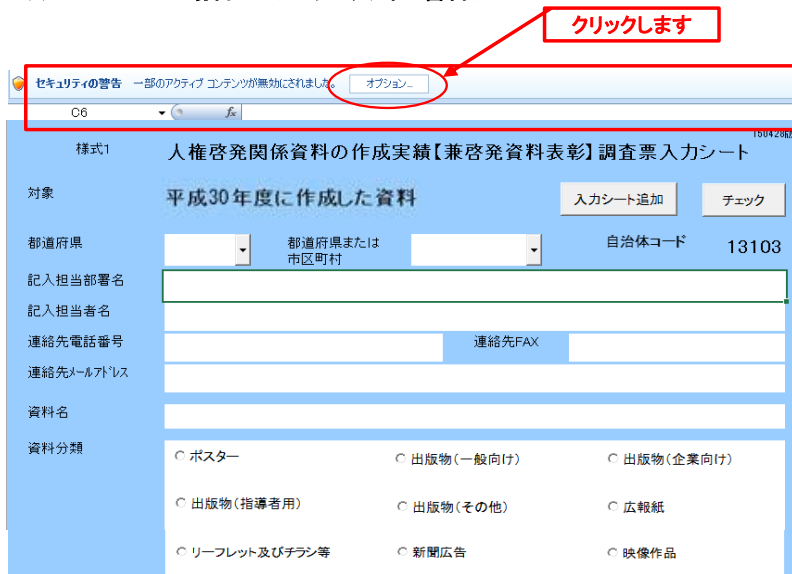 クリックします
セキュリティの警告 一部のアクティブ コンテンツが無効にされました。 オプション...
C6 fx
150428版
様式1 人権啓発関係資料の作成実績【兼啓発資料表彰】調査票入力シート
対象 平成30年度に作成した資料 入力シート追加 チェック
都道府県 都道府県または 自治体コード 13103
市区町村
記入担当部署名
記入担当者名
連絡先電話番号 連絡先FAX
連絡先メールアドレス
資料名
資料分類 ポスター 出版物(一般向け) 出版物(企業向け)
出版物(指導者用) 出版物(その他) 広報紙
リーフレット及びチラシ等 新聞広告 映像作品